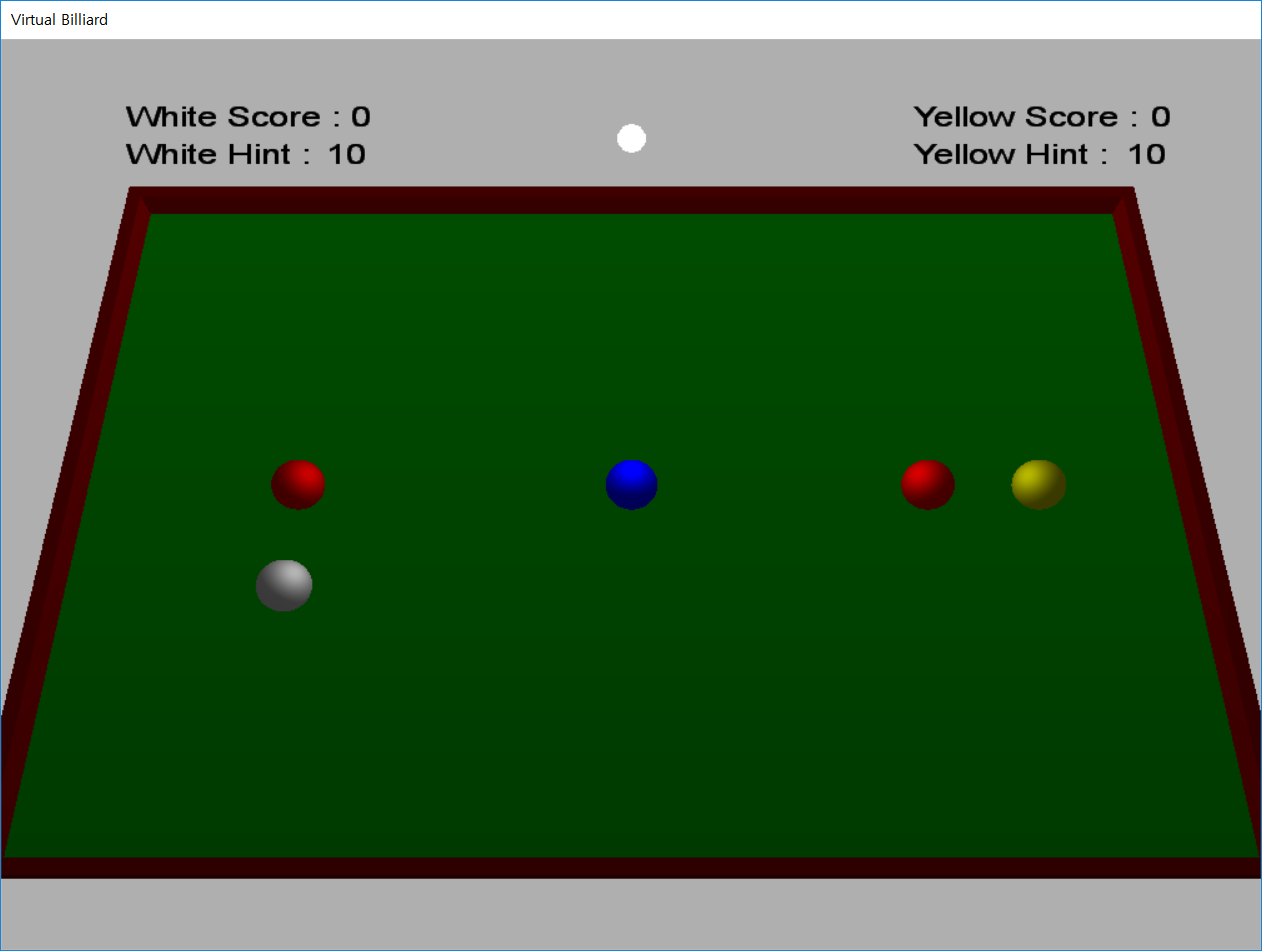 Virtual Billiard
White Score : 0
White Hint : 10
Yellow Score : 0
Yellow Hint : 10